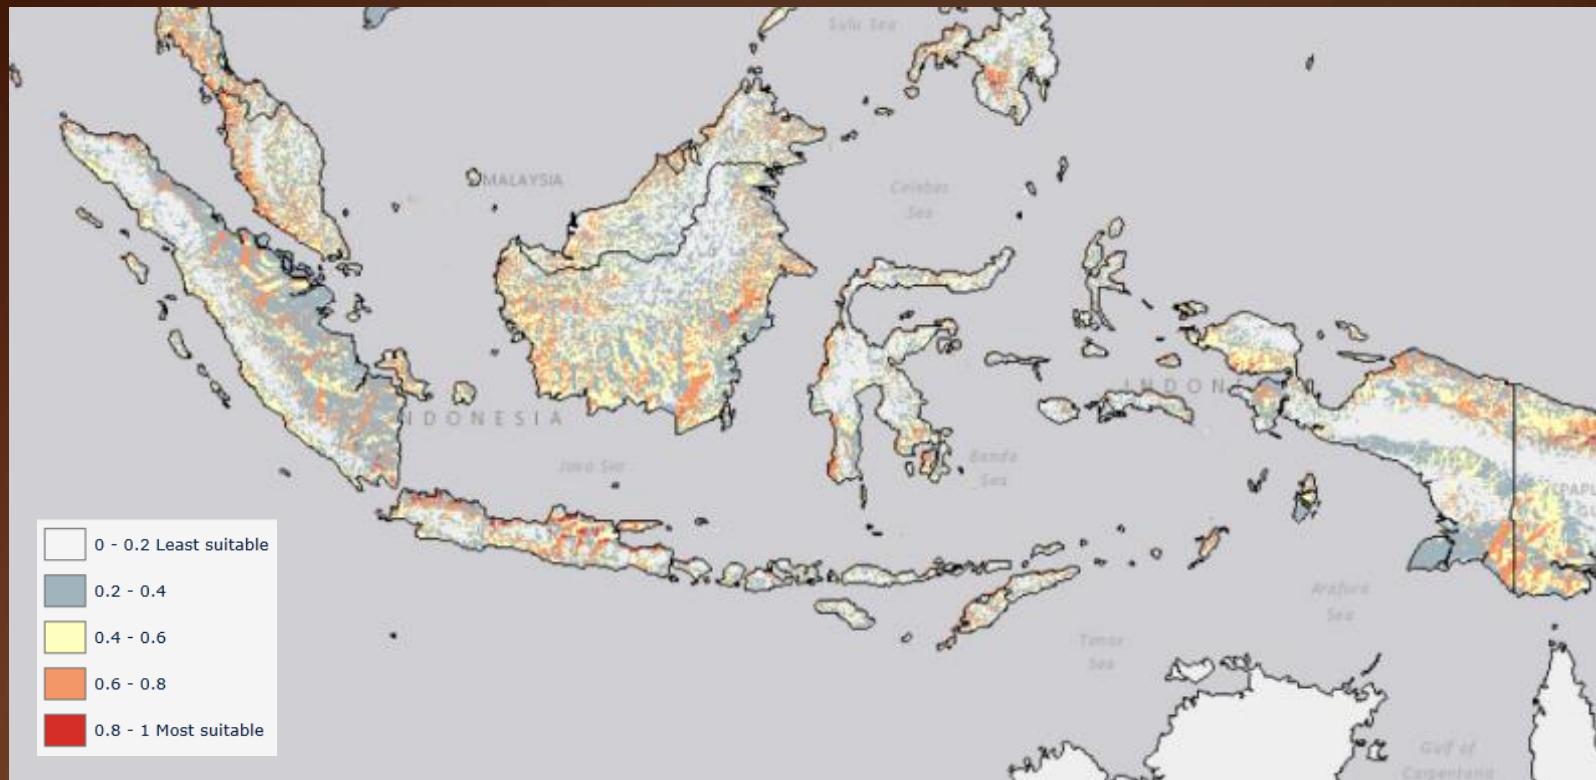 Sulu Sea
MALAYSIA
Celebes
Sea
INDON
NDONESIA
Java Sea
Banda
Sea
PAPU
Arafura
Sea
Timor
Sea
Gulf of
Carpentaria
0 - 0.2 Least suitable
0.2 - 0.4
0.4 - 0.6
0.6 - 0.8
0.8 - 1 Most suitable